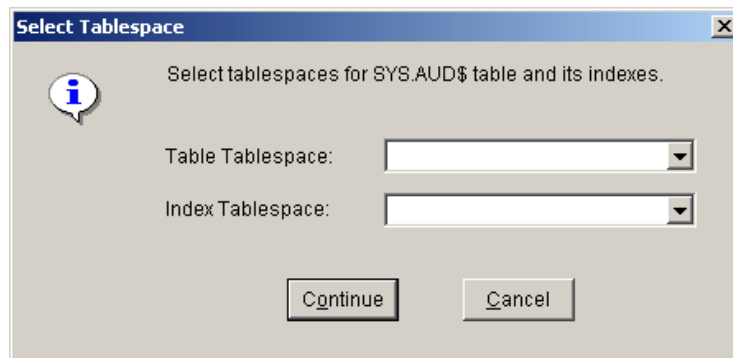 Select Tablespace
Select tablespaces for SYS.AUD$ table and its indexes.
Table Tablespace:
Index Tablespace:
Continue Cancel